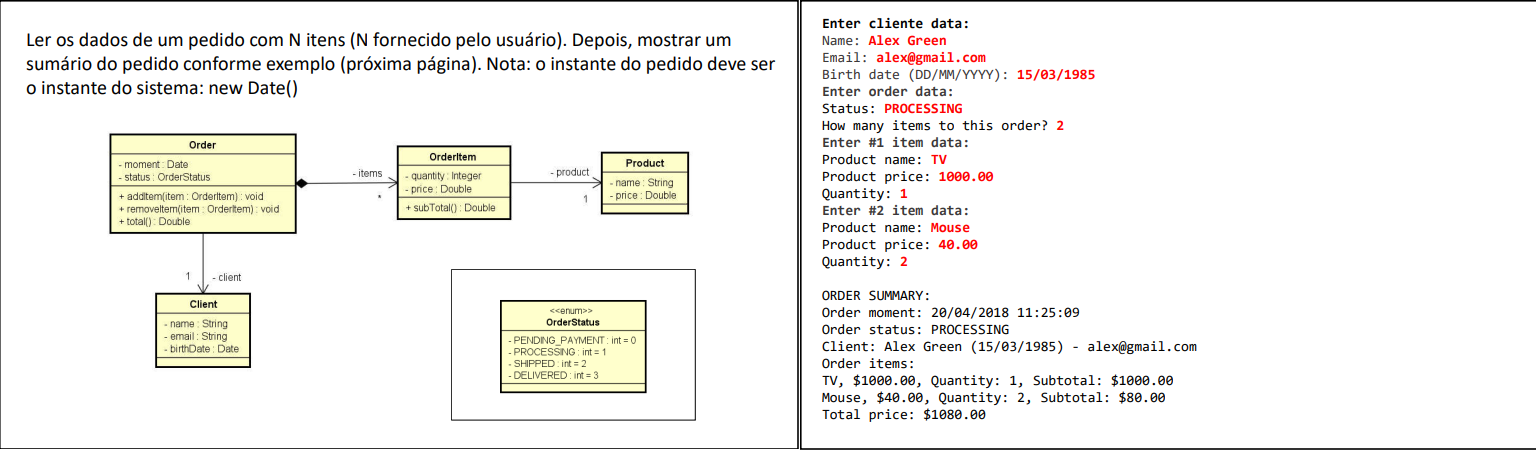 Ler os dados de um pedido com N itens (N fornecido pelo usuário). Depois, mostrar um
sumário do pedido conforme exemplo (próxima página). Nota: o instante do pedido deve ser
o instante do sistema: new Date()
Order
- moment : Date
- status : OrderStatus
+ addItem(item : OrderItem) : void
+ removeItem(item : OrderItem) : void
+ total() : Double
- items
*
OrderItem
- quantity : Integer
- price : Double
+ subTotal() : Double
- product
1
Product
- name : String
- price : Double
1
- client
Client
- name : String
- email : String
- birthDate : Date
<<enum>>
OrderStatus
- PENDING_PAYMENT : int = 0
- PROCESSING : int = 1
- SHIPPED : int = 2
- DELIVERED : int = 3
Enter cliente data:
Name: Alex Green
Email: alex@gmail.com
Birth date (DD/MM/YYYY): 15/03/1985
Enter order data:
Status: PROCESSING
How many items to this order? 2
Enter #1 item data:
Product name: TV
Product price: 1000.00
Quantity: 1
Enter #2 item data:
Product name: Mouse
Product price: 40.00
Quantity: 2
ORDER SUMMARY:
Order moment: 20/04/2018 11:25:09
Order status: PROCESSING
Client: Alex Green (15/03/1985) - alex@gmail.com
Order items:
TV, $1000.00, Quantity: 1, Subtotal: $1000.00
Mouse, $40.00, Quantity: 2, Subtotal: $80.00
Total price: $1080.00